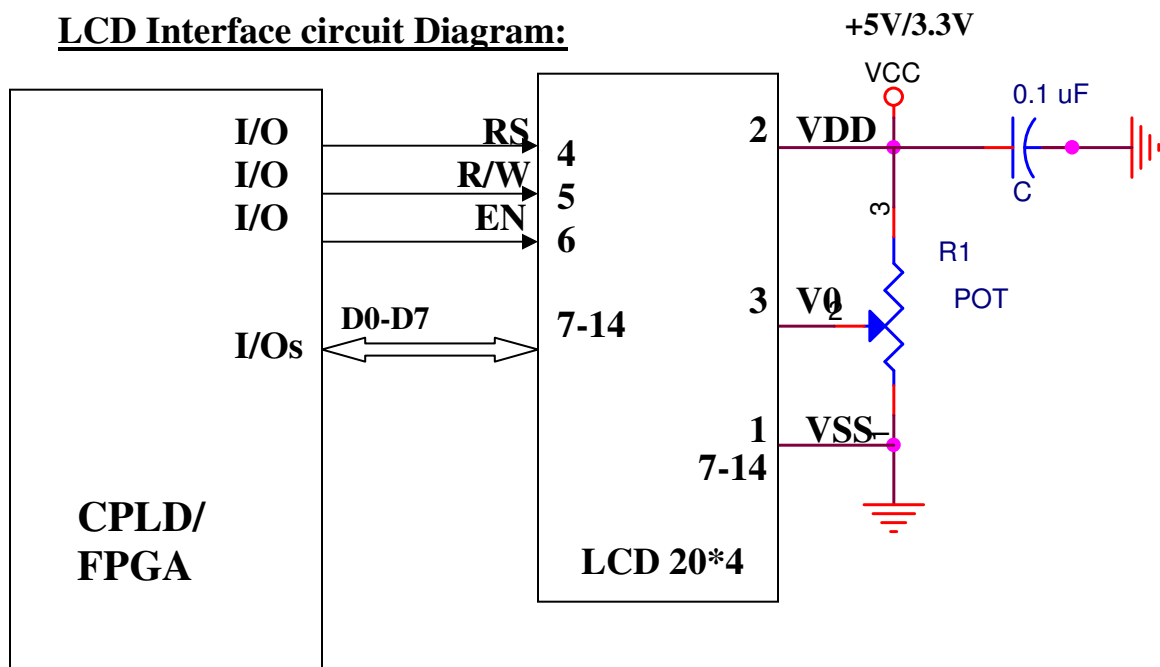 LCD Interface circuit Diagram:
+5V/3.3V
VCC
0.1 uF
C
I/O
I/O
I/O
I/Os
RS
R/W
EN
D0-D7
4
5
6
7-14
2
VDD
3
R1
POT
3
V0
2
1
VSS
1
7-14
CPLD/
FPGA
LCD 20*4